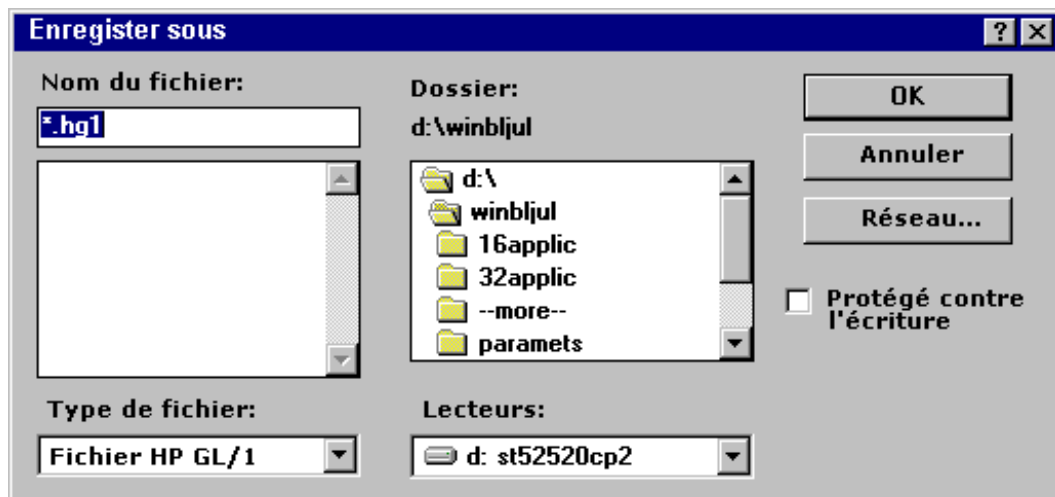 Enregister sous
Nom du fichier:
*.hg1
Dossier:
d:\winbljul
d:\
winbljul
16applic
32applic
--more--
paramets
OK
Annuler
Réseau...
Protégé contre
l'écriture
Type de fichier:
Fichier HP GL/1
Lecteurs:
d: st52520cp2